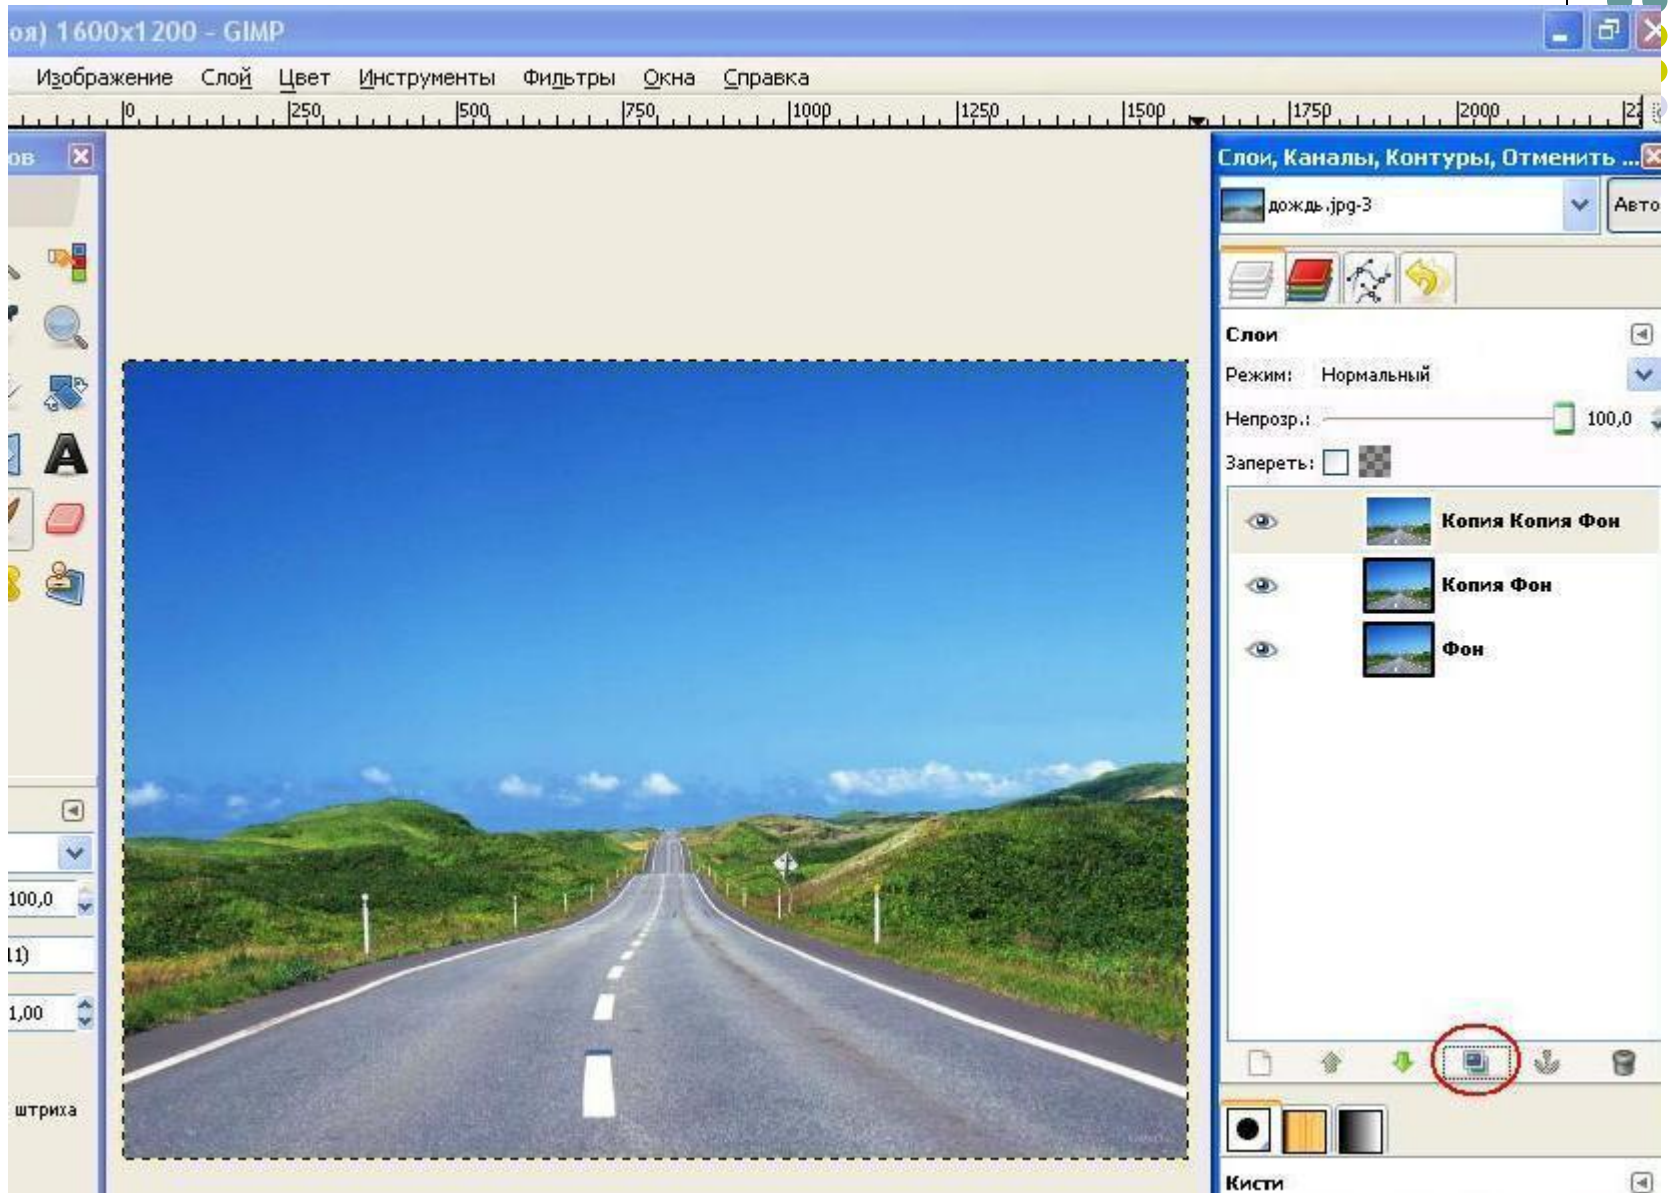 оя) 1600x1200 - GIMP
Изображение Слой Цвет Инструменты Фильтры Окна Справка
0 250 500 750 1000 1250 1500 1750 2000
ов
Слои, Каналы, Контуры, Отменить ...
дождь.jpg-3
Авто
Слои
Режим: Нормальный
Непрозр.: 100,0
Запереть:
Копия Копия Фон
Копия Фон
Фон
100,0
11)
1,00
штриха
Кисти